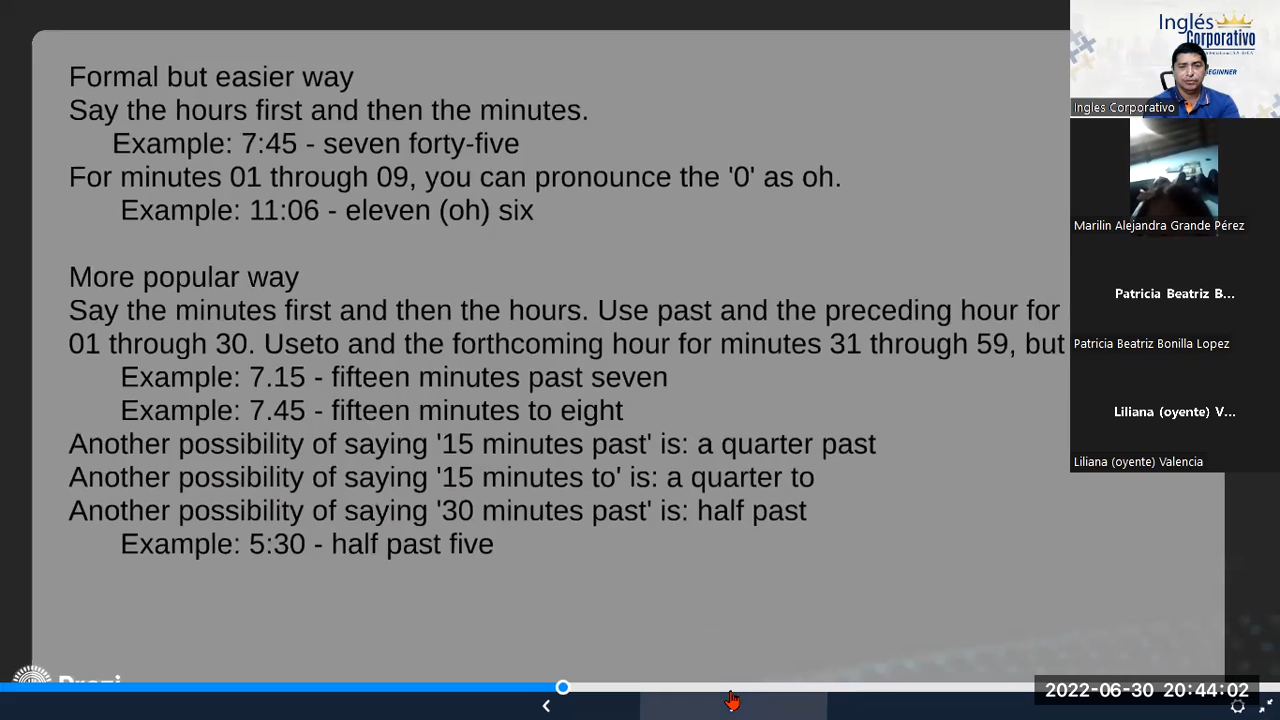 Formal but easier way
Say the hours first and then the minutes.
Example: 7:45 - seven forty-five
For minutes 01 through 09, you can pronounce the '0' as oh.
Example: 11:06 - eleven (oh) six
More popular way
Say the minutes first and then the hours. Use past and the preceding hour for
01 through 30. Useto and the forthcoming hour for minutes 31 through 59, but
Example: 7.15 - fifteen minutes past seven
Example: 7.45 - fifteen minutes to eight
Another possibility of saying '15 minutes past' is: a quarter past
Another possibility of saying '15 minutes to' is: a quarter to
Another possibility of saying '30 minutes past' is: half past
Example: 5:30 - half past five
Prezi
Inglés
Corporativo
BEGINNER
Ingles Corporativo
Marilin Alejandra Grande Pérez
Patricia Beatriz B...
Patricia Beatriz Bonilla Lopez
Liliana (oyente) V...
Liliana (oyente) Valencia
2022-06-30 20:44:02